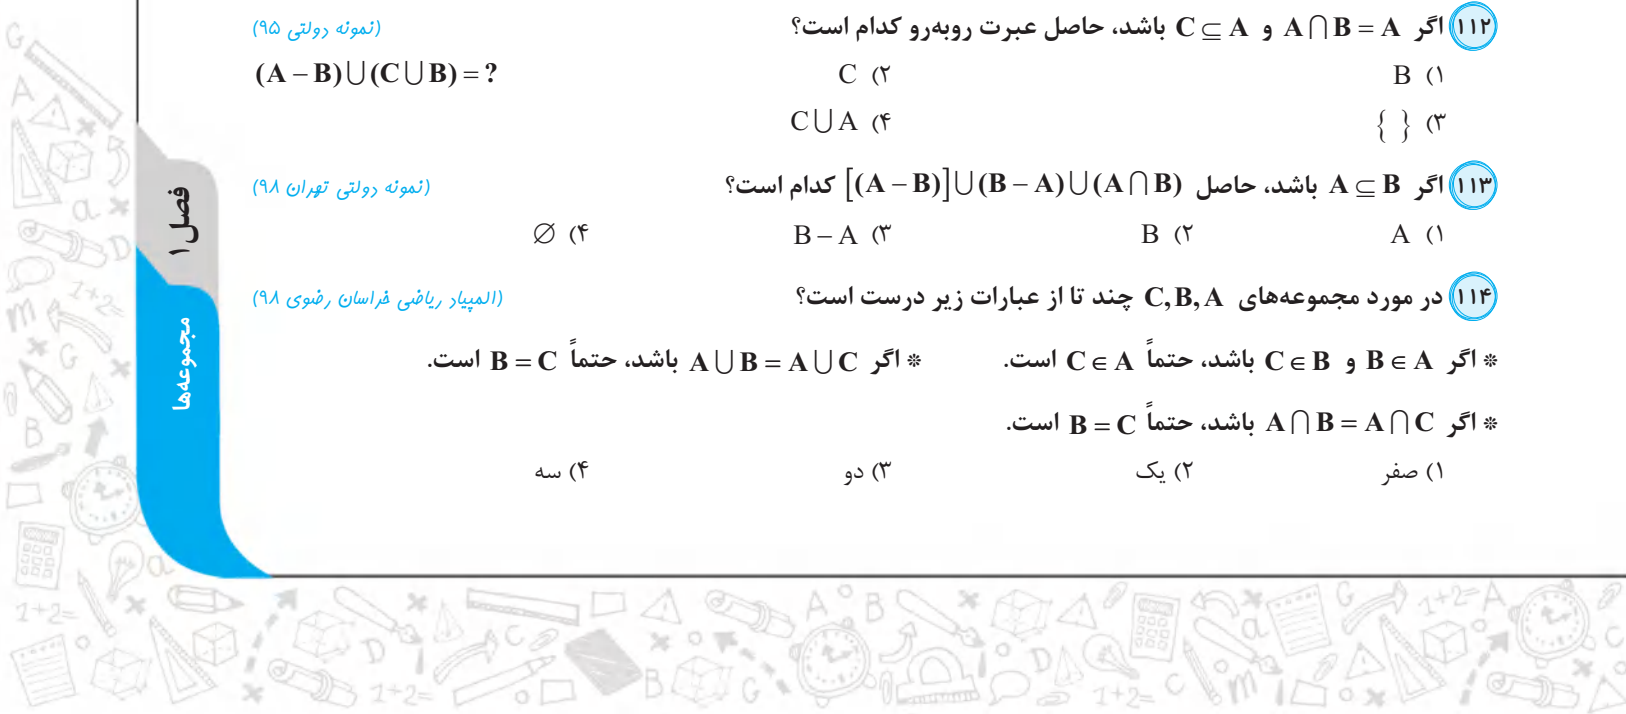 ۱۱۲ اگر A ∩ B = A و C ⊆ A باشد، حاصل عبرت روبه‌رو کدام است؟ (نمونه دولتی ۹۵)
(A − B) ∪ (C ∪ B) = ?
۱) B ۲) C
۳) { } ۴) C ∪ A
۱۱۳ اگر A ⊆ B باشد، حاصل [(A − B)] ∪ (B − A) ∪ (A ∩ B) کدام است؟ (نمونه دولتی تهران ۹۸)
۱) A ۲) B ۳) B − A ۴) ∅
۱۱۴ در مورد مجموعه‌های C, B, A چند تا از عبارات زیر درست است؟ (المپیاد ریاضی خراسان رضوی ۹۸)
* اگر B ∈ A و C ∈ B باشد، حتماً C ∈ A است. * اگر A ∪ B = A ∪ C باشد، حتماً B = C است.
* اگر A ∩ B = A ∩ C باشد، حتماً B = C است.
۱) صفر ۲) یک ۳) دو ۴) سه
فصل ۱
مجموعه‌ها